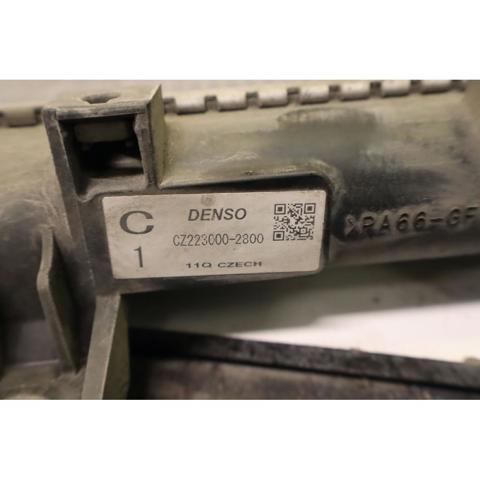 C
1
DENSO
CZ223000-2800
11Q CZECH
>PA66-GF